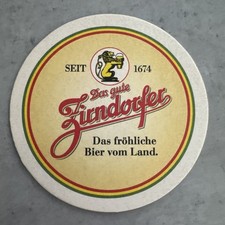 SEIT 1674
Das gute
Zirndorfer
Das fröhliche
Bier vom Land.